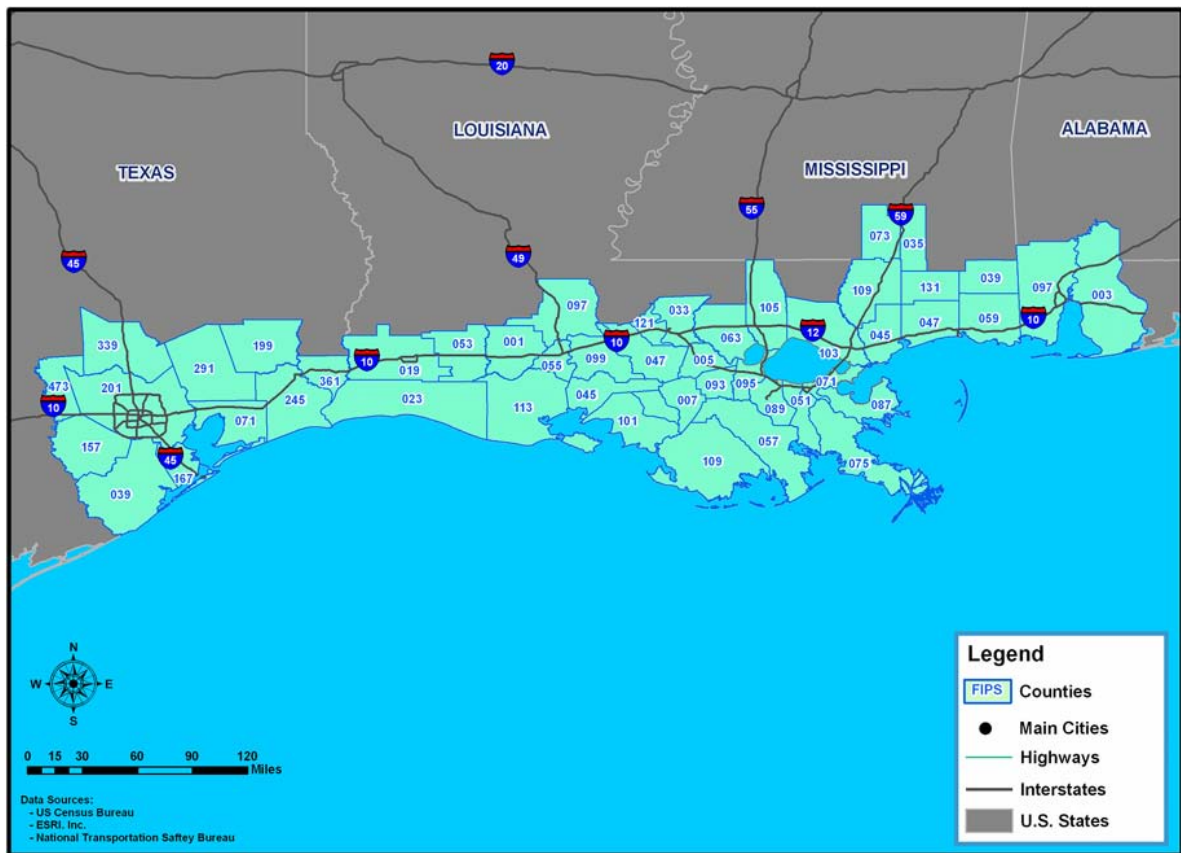 20
LOUISIANA
ALABAMA
TEXAS
MISSISSIPPI
55
59
073
035
45
49
039
097
109
131
003
097
105
033
121
10
12
047
059
045
339
199
053
001
063
291
10
10
055
099
047
005
103
019
361
473
201
093
095
071
245
023
045
007
051
10
113
089
087
071
101
157
057
45
109
075
167
039
N
W
E
S
0 15 30 60 90 120
Miles
Data Sources:
- US Census Bureau
- ESRI. Inc.
- National Transportation Saftey Bureau
Legend
FIPS Counties
Main Cities
Highways
Interstates
U.S. States